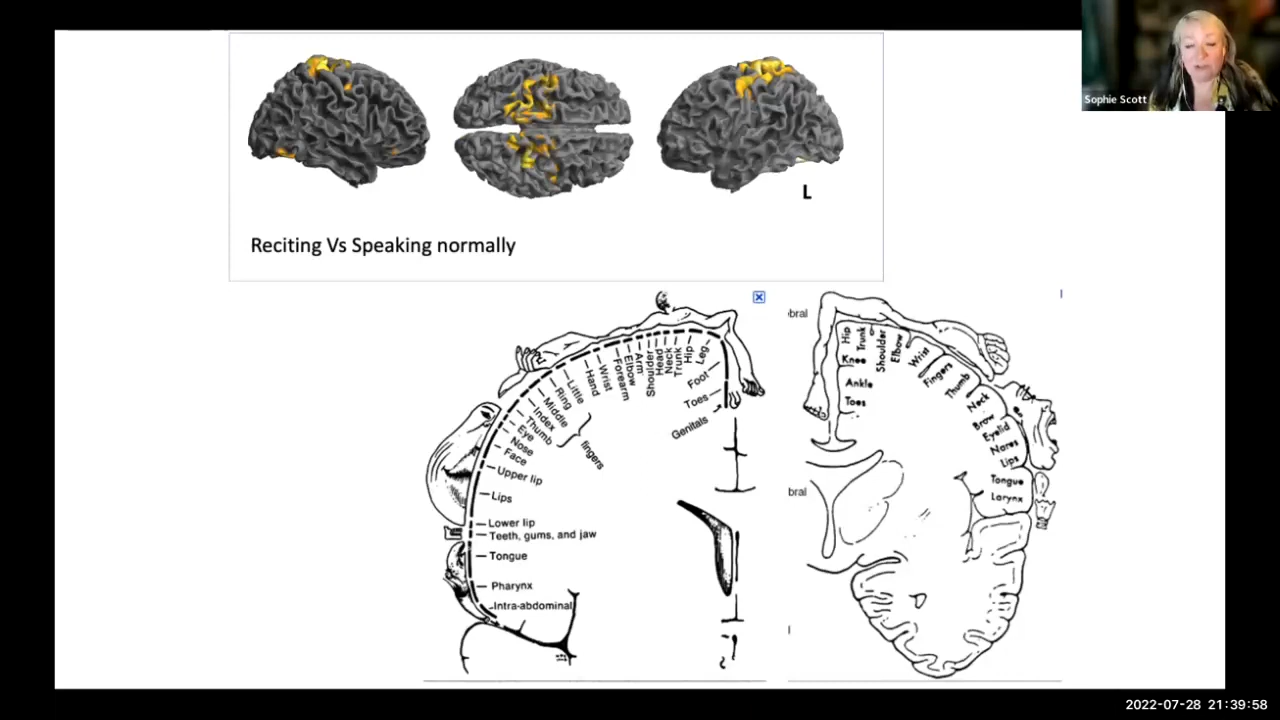 Sophie Scott
L
Reciting Vs Speaking normally
Leg
Hip
Trunk
Neck
Head
Shoulder
Arm
Elbow
Forearm
Wrist
Hand
Little
Ring
Middle
Index
Thumb
fingers
Eye
Nose
Face
Upper lip
Lips
Lower lip
Teeth, gums, and jaw
Tongue
Pharynx
Intra-abdominal
Foot
Toes
Genitals
bral
Hip
Trunk
Shoulder
Elbow
Wrist
Fingers
Thumb
Neck
Brow
Eyelid
Nares
Lips
Tongue
Larynx
Knee
Ankle
Toes
bral
2022-07-28 21:39:58